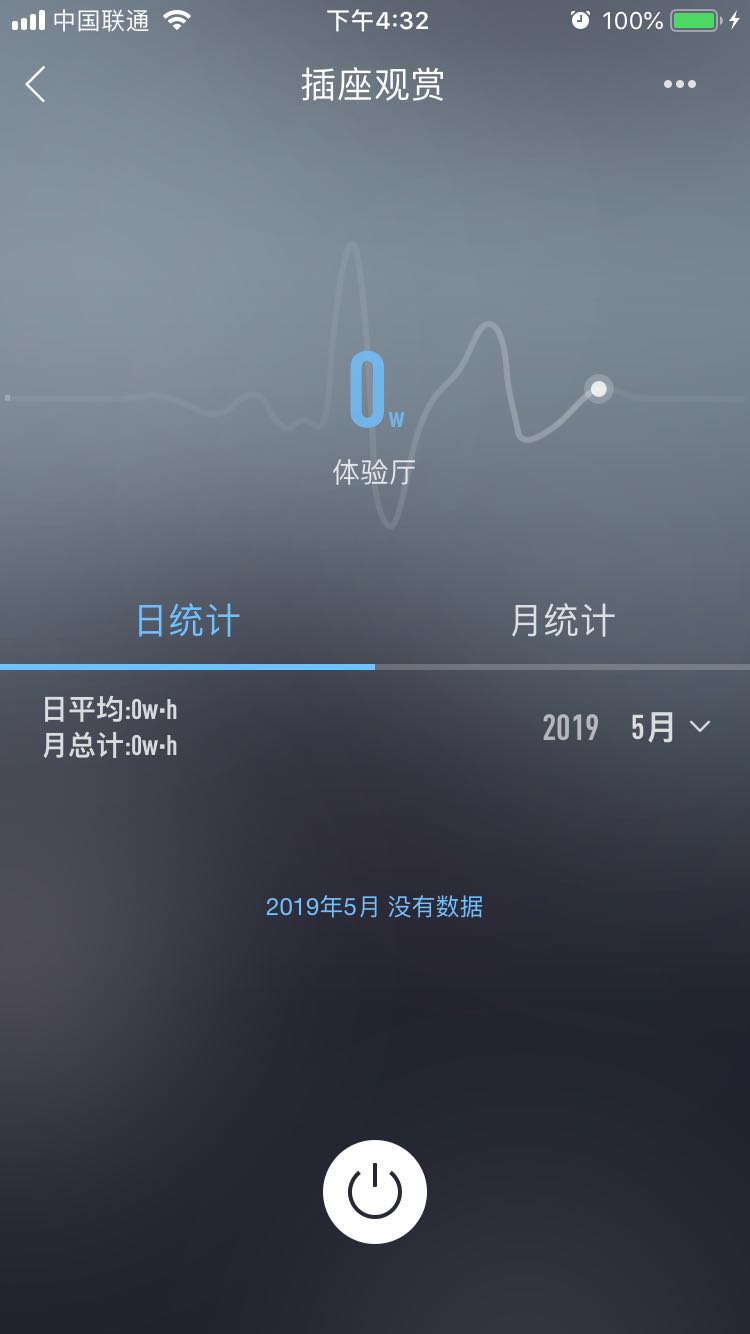 中国联通 下午4:32 100%
插座观赏
0w
体验厅
日统计 月统计
日平均:0w·h
月总计:0w·h
2019 5月
2019年5月 没有数据